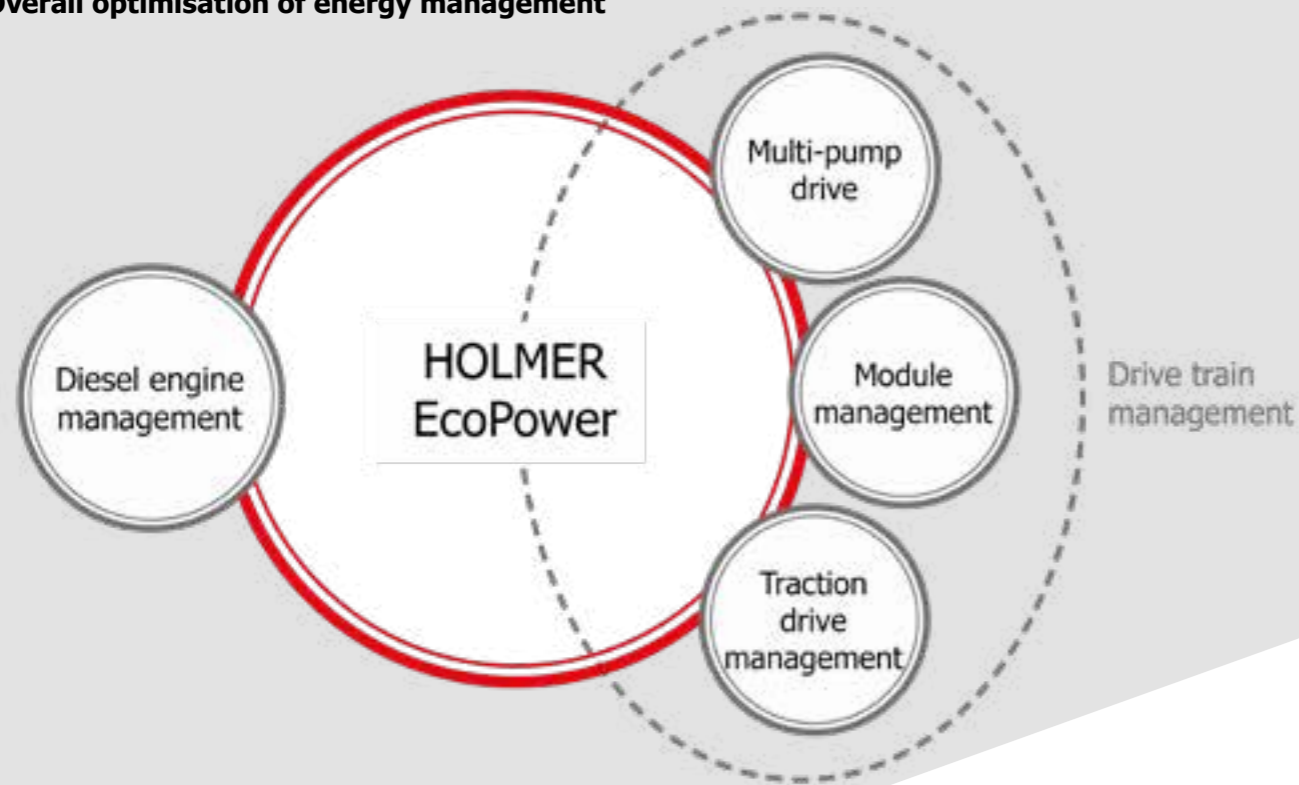 Overall optimisation of energy management
Multi-pump
drive
HOLMER
EcoPower
Diesel engine
management
Module
management
Drive train
management
Traction
drive
management